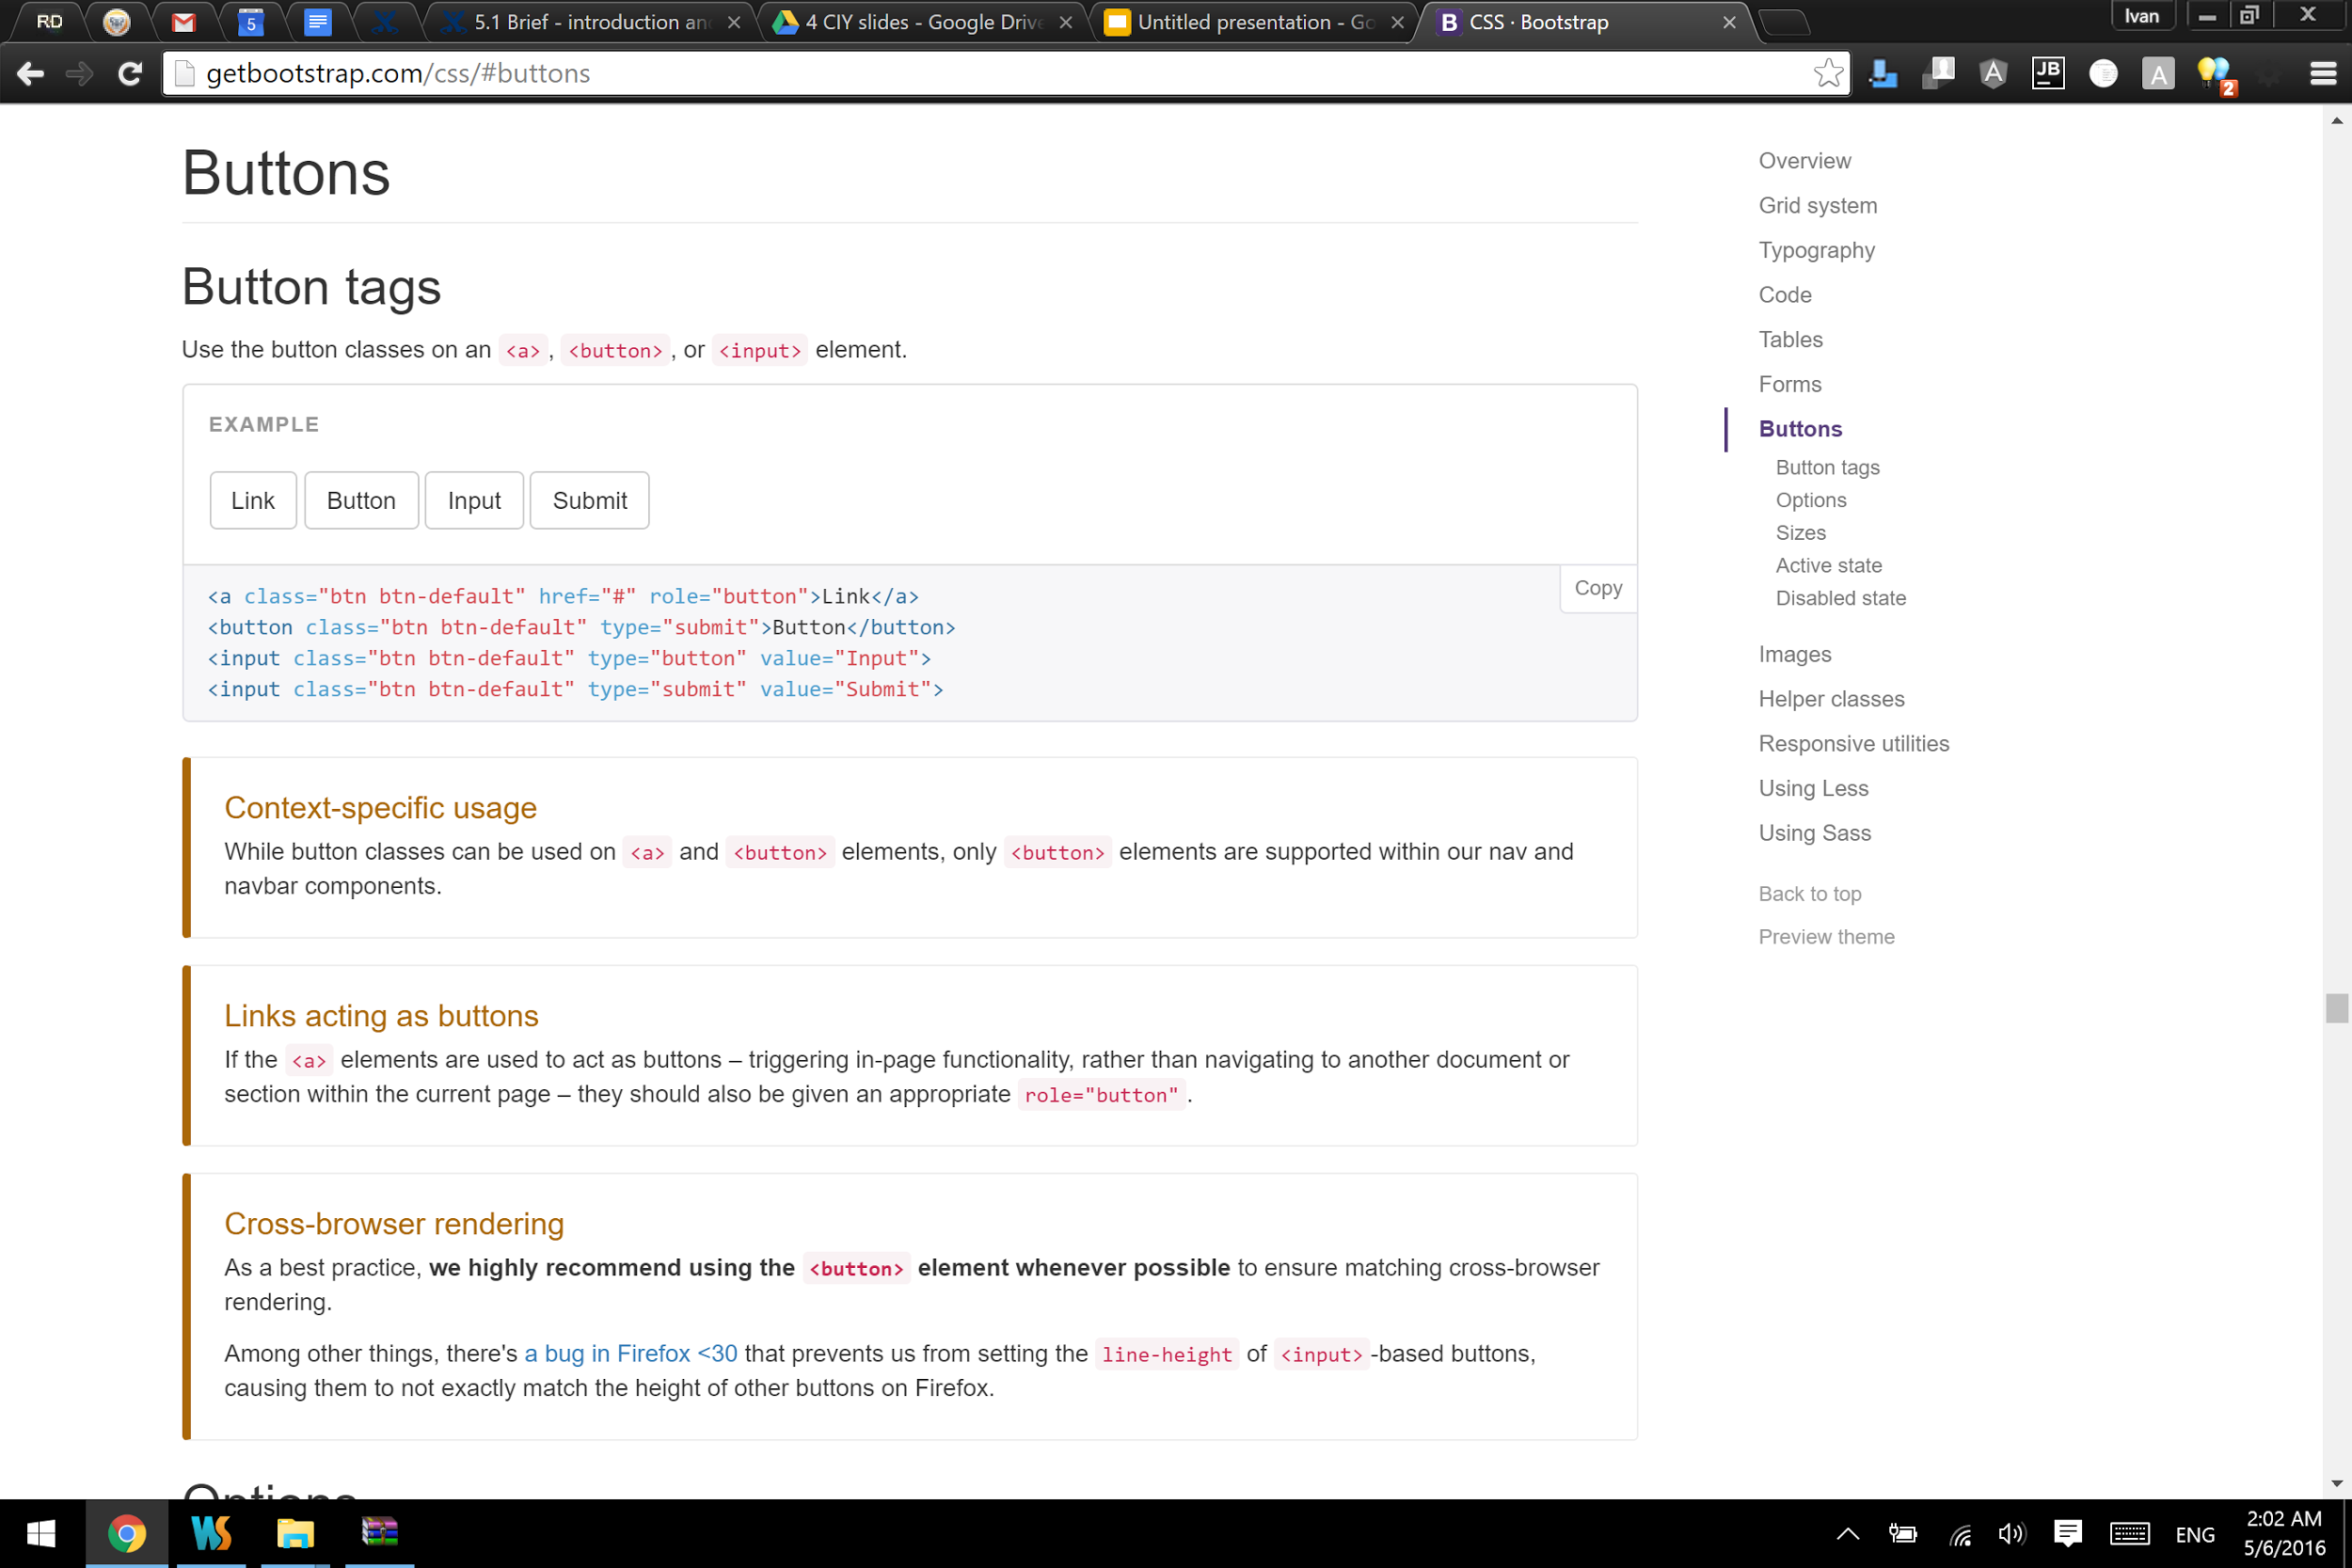 RD
5
5.1 Brief - introduction an
4 CIY slides - Google Drive
Untitled presentation - Go
B CSS · Bootstrap
Ivan
getbootstrap.com/css/#buttons
JB
A
2
Buttons
Button tags
Use the button classes on an <a>, <button>, or <input> element.
EXAMPLE
Link Button Input Submit
Copy
<a class="btn btn-default" href="#" role="button">Link</a>
<button class="btn btn-default" type="submit">Button</button>
<input class="btn btn-default" type="button" value="Input">
<input class="btn btn-default" type="submit" value="Submit">
Context-specific usage
While button classes can be used on <a> and <button> elements, only <button> elements are supported within our nav and
navbar components.
Links acting as buttons
If the <a> elements are used to act as buttons – triggering in-page functionality, rather than navigating to another document or
section within the current page – they should also be given an appropriate role="button".
Cross-browser rendering
As a best practice, we highly recommend using the <button> element whenever possible to ensure matching cross-browser
rendering.
Among other things, there's a bug in Firefox <30 that prevents us from setting the line-height of <input>-based buttons,
causing them to not exactly match the height of other buttons on Firefox.
Options
Overview
Grid system
Typography
Code
Tables
Forms
Buttons
Button tags
Options
Sizes
Active state
Disabled state
Images
Helper classes
Responsive utilities
Using Less
Using Sass
Back to top
Preview theme
WS
ENG
2:02 AM
5/6/2016